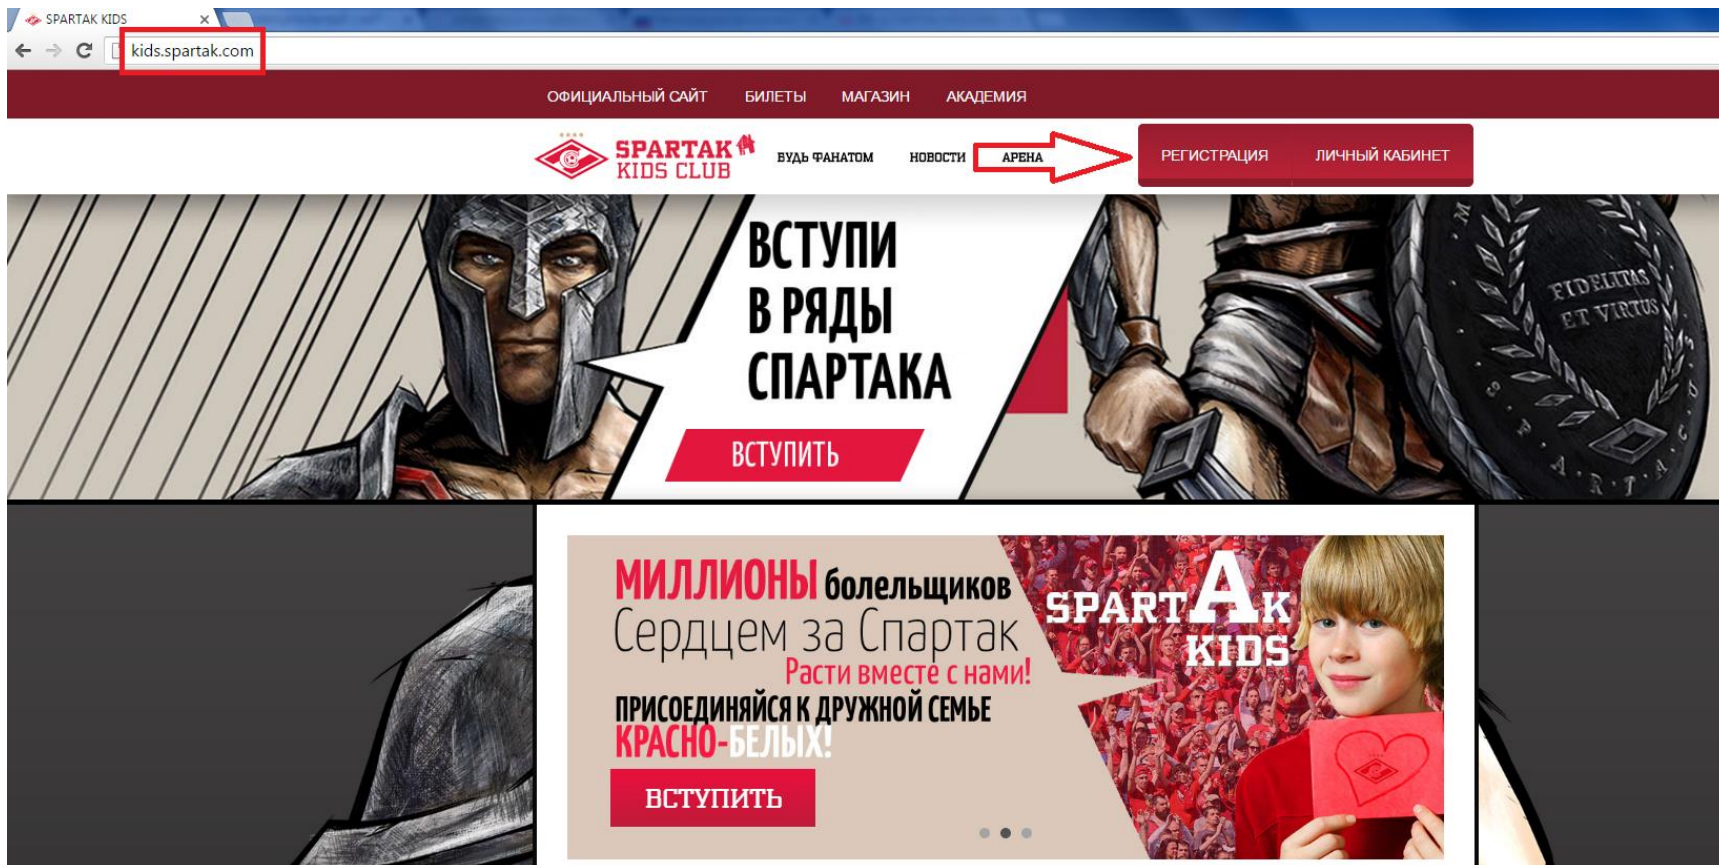 SPARTAK KIDS
kids.spartak.com
ОФИЦИАЛЬНЫЙ САЙТ БИЛЕТЫ МАГАЗИН АКАДЕМИЯ
SPARTAK
KIDS CLUB
БУДЬ ФАНАТОМ НОВОСТИ АРЕНА
РЕГИСТРАЦИЯ ЛИЧНЫЙ КАБИНЕТ
ВСТУПИ
В РЯДЫ
СПАРТАКА
ВСТУПИТЬ
FIDELITAS
ET VIRTUS
МИЛЛИОНЫ болельщиков
Сердцем за Спартак
Расти вместе с нами!
ПРИСОЕДИНЯЙСЯ К ДРУЖНОЙ СЕМЬЕ
КРАСНО-БЕЛЫХ!
ВСТУПИТЬ
SPARTAK
KIDS